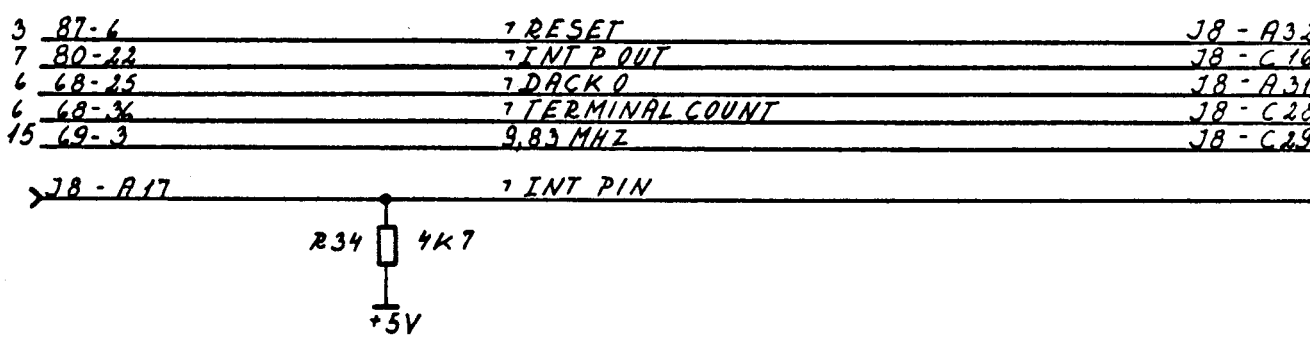 3 87-6 ¬RESET J8 - A32
7 80-22 ¬INT P OUT J8 - C16
6 68-25 ¬DACK 0 J8 - A31
6 68-36 ¬TERMINAL COUNT J8 - C28
15 69-3 9,83 MHZ J8 - C29
J8 - A17 ¬INT PIN
R34 4K7
+5V